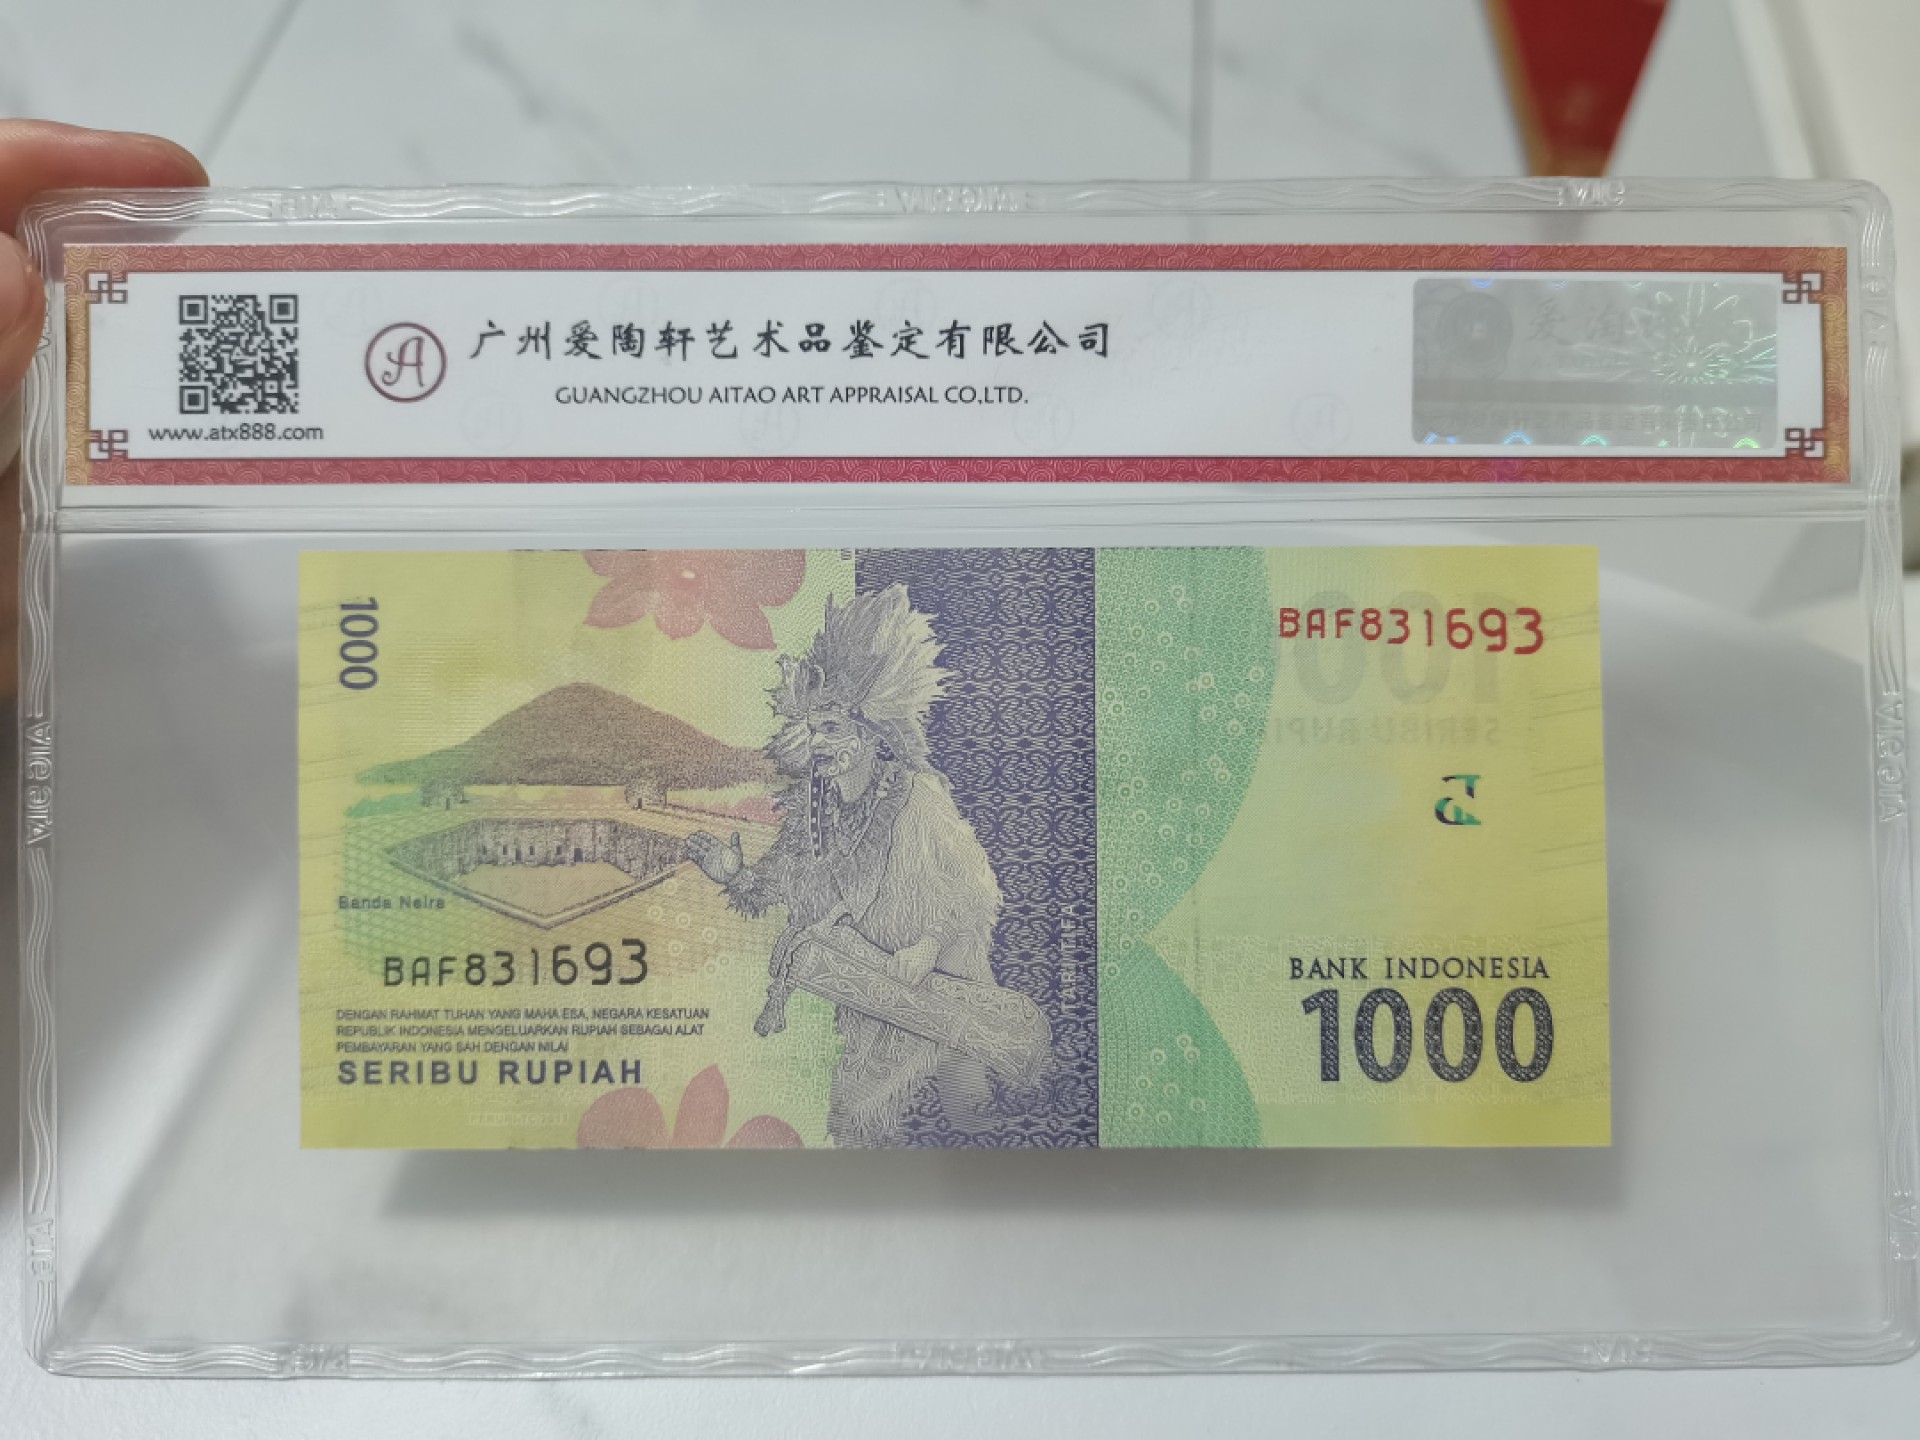 广州爱陶轩艺术品鉴定有限公司
GUANGZHOU AITAO ART APPRAISAL CO.,LTD.
www.atx888.com
1000
BAF831693
Banda Neira
BAF831693
DENGAN RAHMAT TUHAN YANG MAHA ESA, NEGARA KESATUAN
REPUBLIK INDONESIA MENGELUARKAN RUPIAH SEBAGAI ALAT
PEMBAYARAN YANG SAH DENGAN NILAI
SERIBU RUPIAH
TARI TIFA
BANK INDONESIA
1000